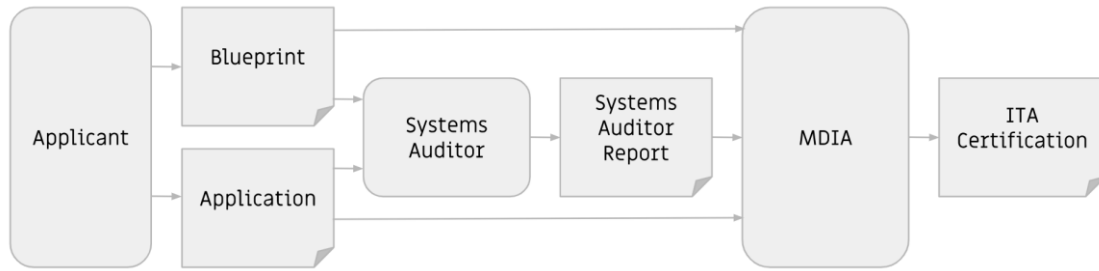 Applicant
Blueprint
Application
Systems
Auditor
Systems
Auditor
Report
MDIA
ITA
Certification